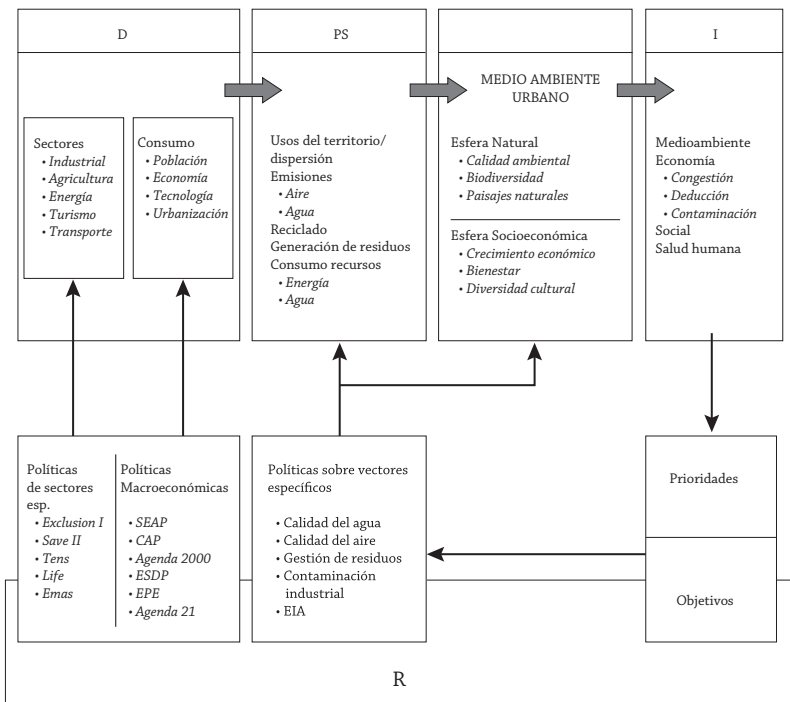 D
Sectores
• Industrial
• Agricultura
• Energía
• Turismo
• Transporte
Consumo
• Población
• Economía
• Tecnología
• Urbanización
PS
Usos del territorio/
dispersión
Emisiones
• Aire
• Agua
Reciclado
Generación de residuos
Consumo recursos
• Energía
• Agua
MEDIO AMBIENTE
URBANO
Esfera Natural
• Calidad ambiental
• Biodiversidad
• Paisajes naturales
Esfera Socioeconómica
• Crecimiento económico
• Bienestar
• Diversidad cultural
I
Medioambiente
Economía
• Congestión
• Deducción
• Contaminación
Social
Salud humana
Políticas
de sectores
esp.
• Exclusion I
• Save II
• Tens
• Life
• Emas
Políticas
Macroeconómicas
• SEAP
• CAP
• Agenda 2000
• ESDP
• EPE
• Agenda 21
Políticas sobre vectores
específicos
• Calidad del agua
• Calidad del aire
• Gestión de residuos
• Contaminación
industrial
• EIA
Prioridades
Objetivos
R